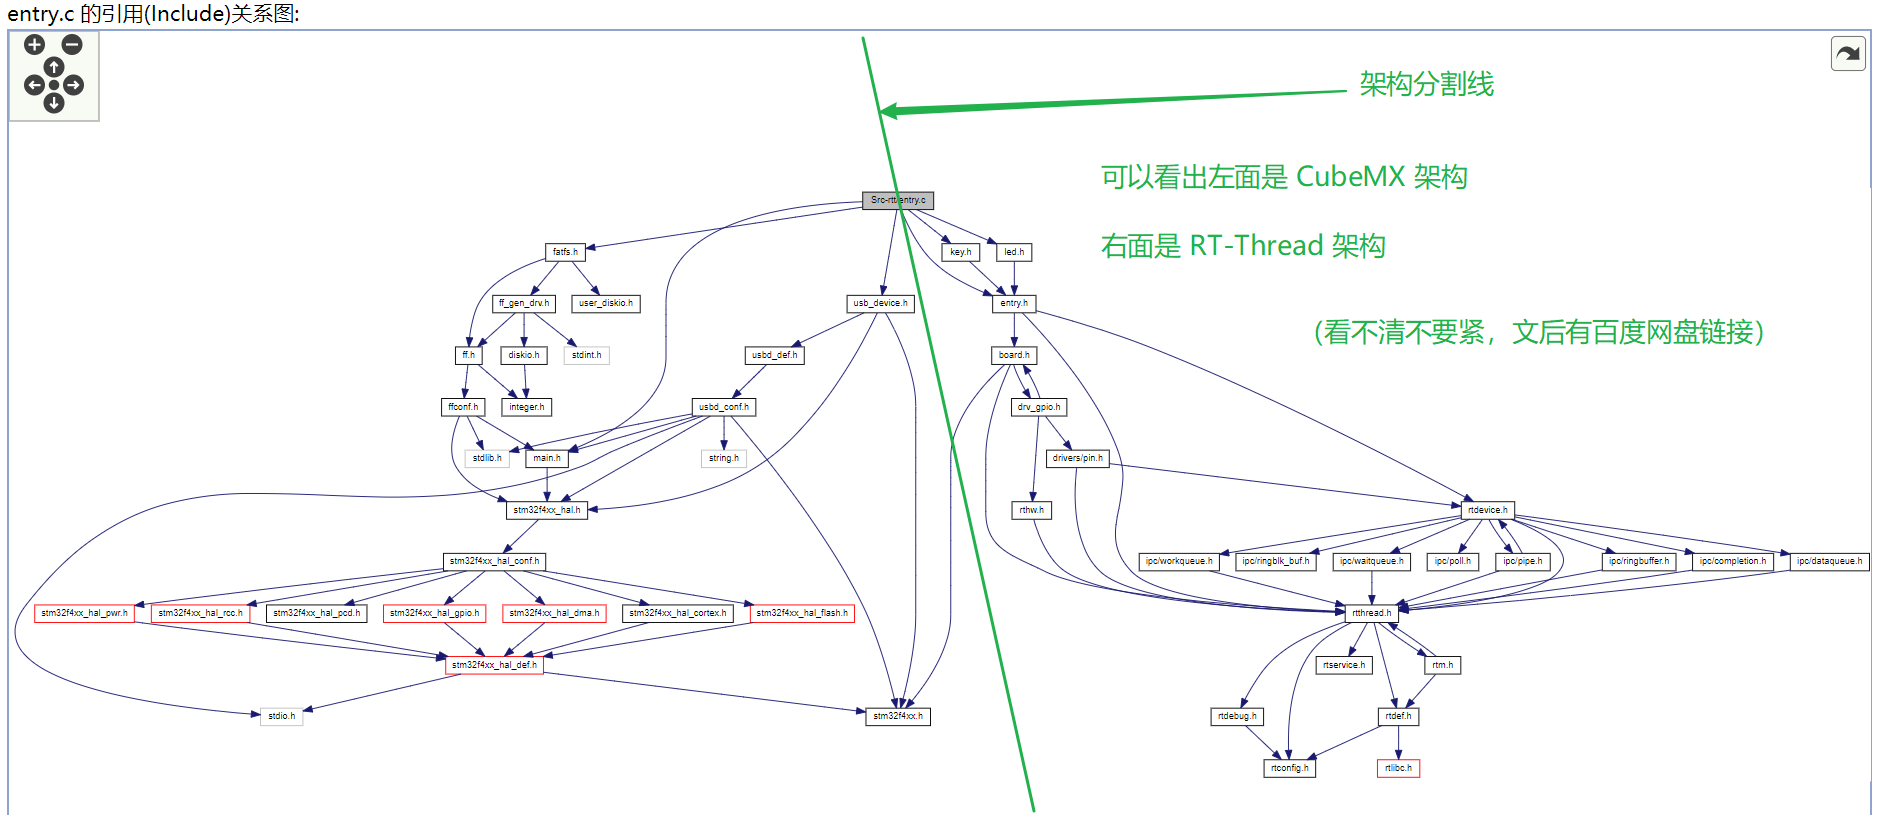 entry.c 的引用(Include)关系图:
架构分割线
可以看出左面是 CubeMX 架构
Src-rtt/entry.c
右面是 RT-Thread 架构
fatfs.h
key.h
led.h
ff_gen_drv.h
user_diskio.h
usb_device.h
entry.h
（看不清不要紧，文后有百度网盘链接）
ff.h
diskio.h
stdint.h
usbd_def.h
board.h
ffconf.h
integer.h
usbd_conf.h
drv_gpio.h
stdlib.h
main.h
string.h
drivers/pin.h
stm32f4xx_hal.h
rthw.h
rtdevice.h
stm32f4xx_hal_conf.h
ipc/workqueue.h
ipc/ringblk_buf.h
ipc/waitqueue.h
ipc/poll.h
ipc/pipe.h
ipc/ringbuffer.h
ipc/completion.h
ipc/dataqueue.h
stm32f4xx_hal_pwr.h
stm32f4xx_hal_rcc.h
stm32f4xx_hal_pcd.h
stm32f4xx_hal_gpio.h
stm32f4xx_hal_dma.h
stm32f4xx_hal_cortex.h
stm32f4xx_hal_flash.h
rtthread.h
stm32f4xx_hal_def.h
rtservice.h
rtm.h
stdio.h
stm32f4xx.h
rtdebug.h
rtdef.h
rtconfig.h
rtlibc.h